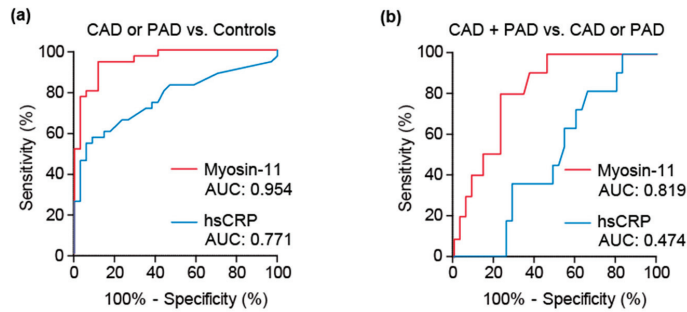 (a)
CAD or PAD vs. Controls
100
80
60
40
20
0
Sensitivity (%)
Myosin-11
AUC: 0.954
hsCRP
AUC: 0.771
0 20 40 60 80 100
100% - Specificity (%)
(b)
CAD + PAD vs. CAD or PAD
100
80
60
40
20
0
Sensitivity (%)
Myosin-11
AUC: 0.819
hsCRP
AUC: 0.474
0 20 40 60 80 100
100% - Specificity (%)